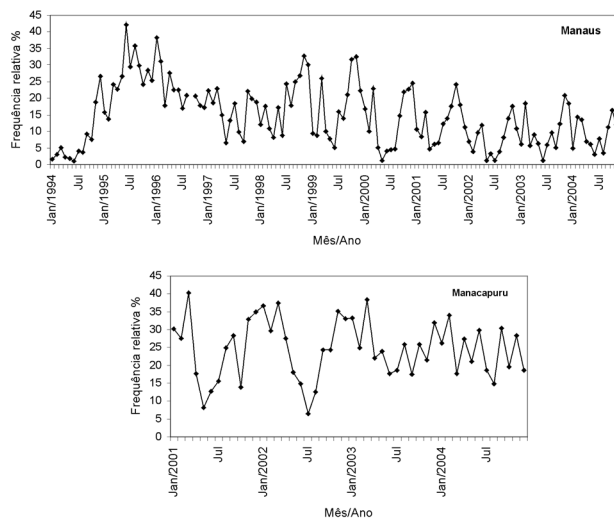 Manaus
Frequência relativa %
45
40
35
30
25
20
15
10
5
0
Jan/1994
Jul
Jan/1995
Jul
Jan/1996
Jul
Jan/1997
Jul
Jan/1998
Jul
Jan/1999
Jul
Jan/2000
Jul
Jan/2001
Jul
Jan/2002
Jul
Jan/2003
Jul
Jan/2004
Jul
Mês/Ano
Manacapuru
Frequência relativa %
45
40
35
30
25
20
15
10
5
0
Jan/2001
Jul
Jan/2002
Jul
Jan/2003
Jul
Jan/2004
Jul
Mês/Ano